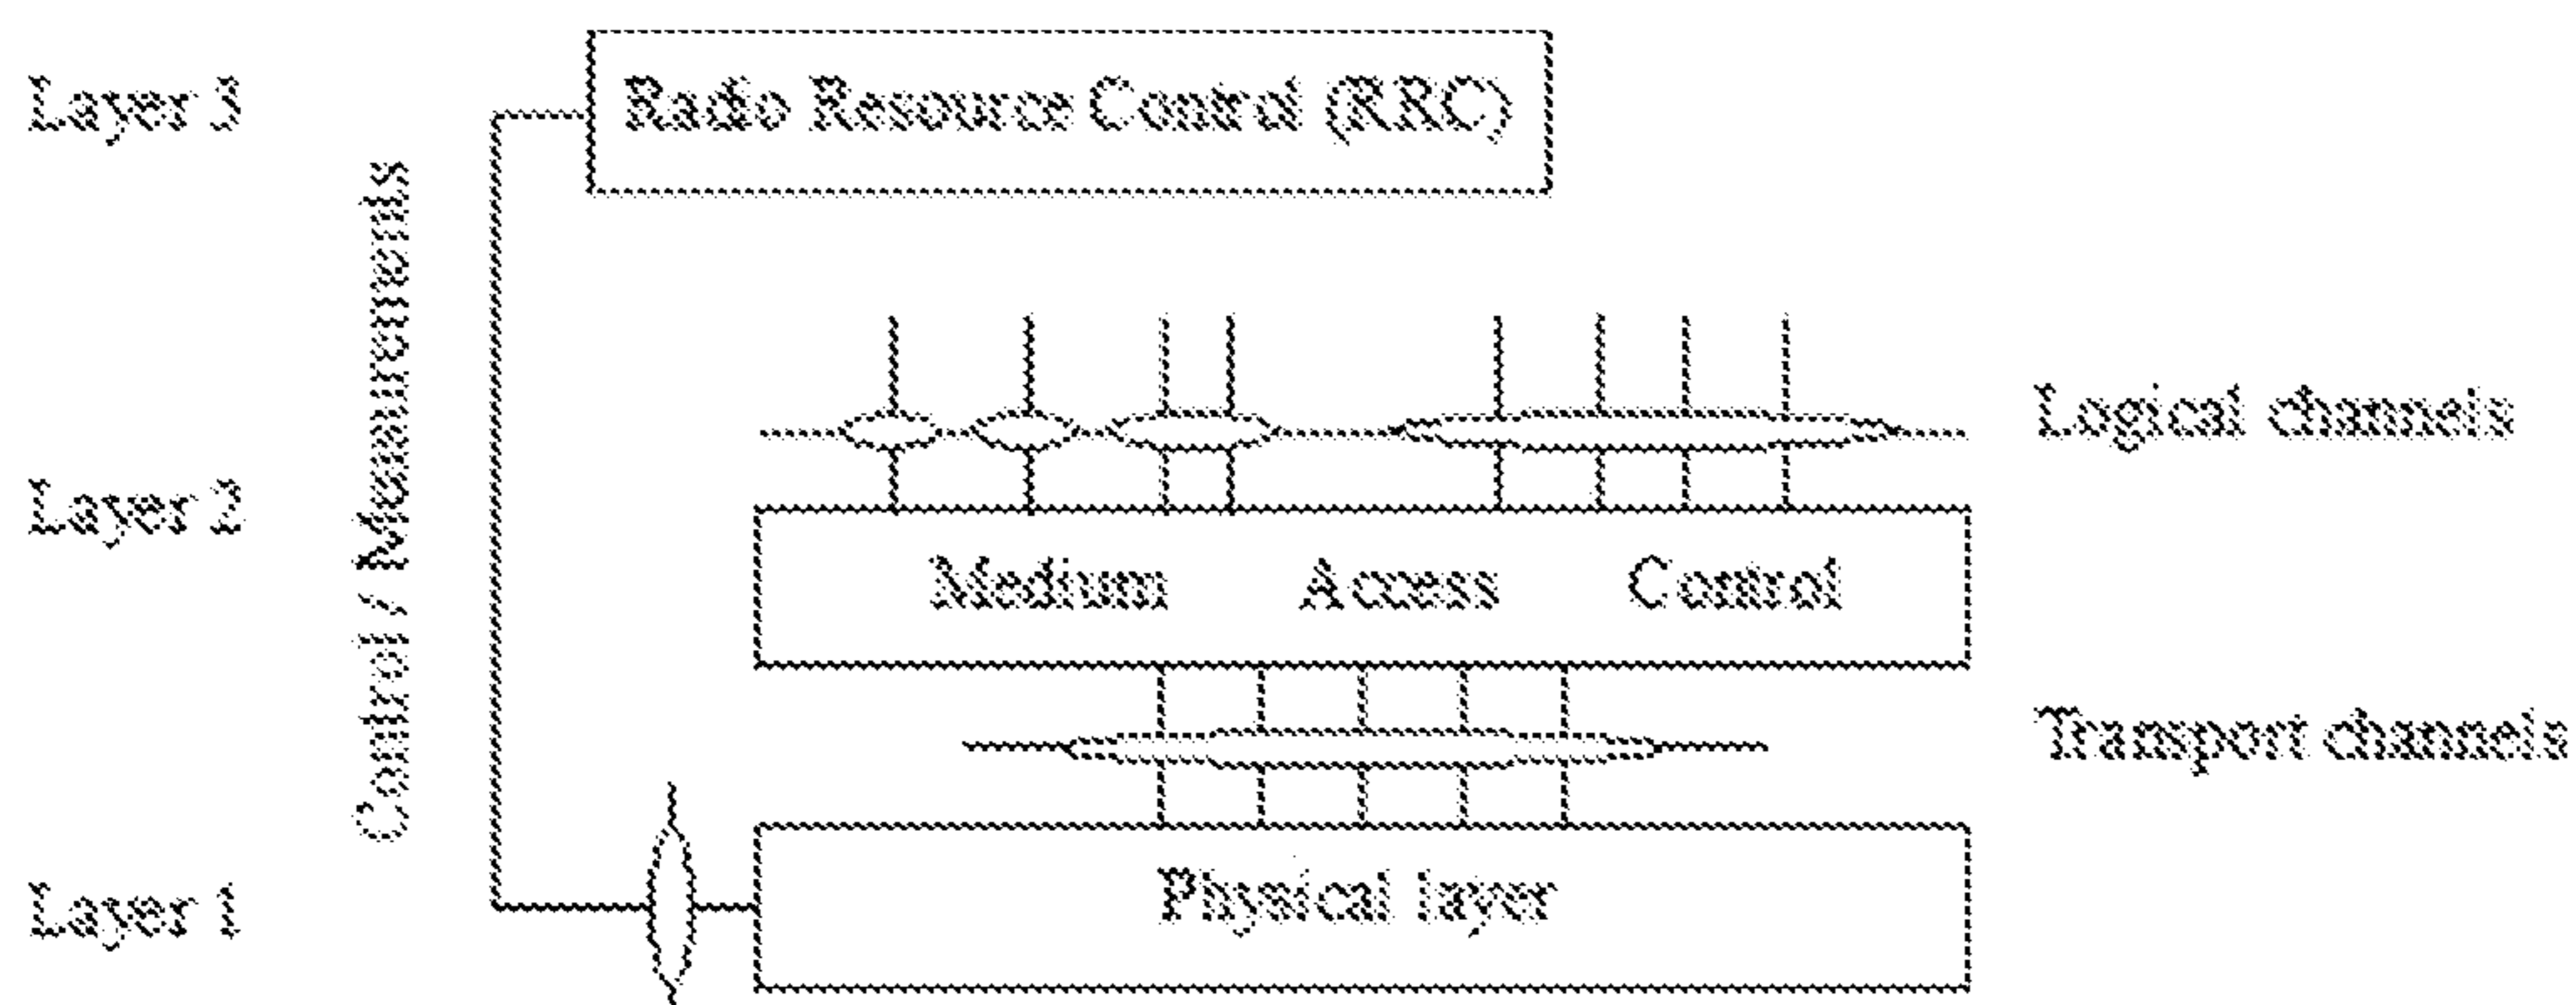 Layer 3
Radio Resource Control (RRC)
Control / Measurements
Logical channels
Layer 2
Medium Access Control
Transport channels
Layer 1
Physical layer